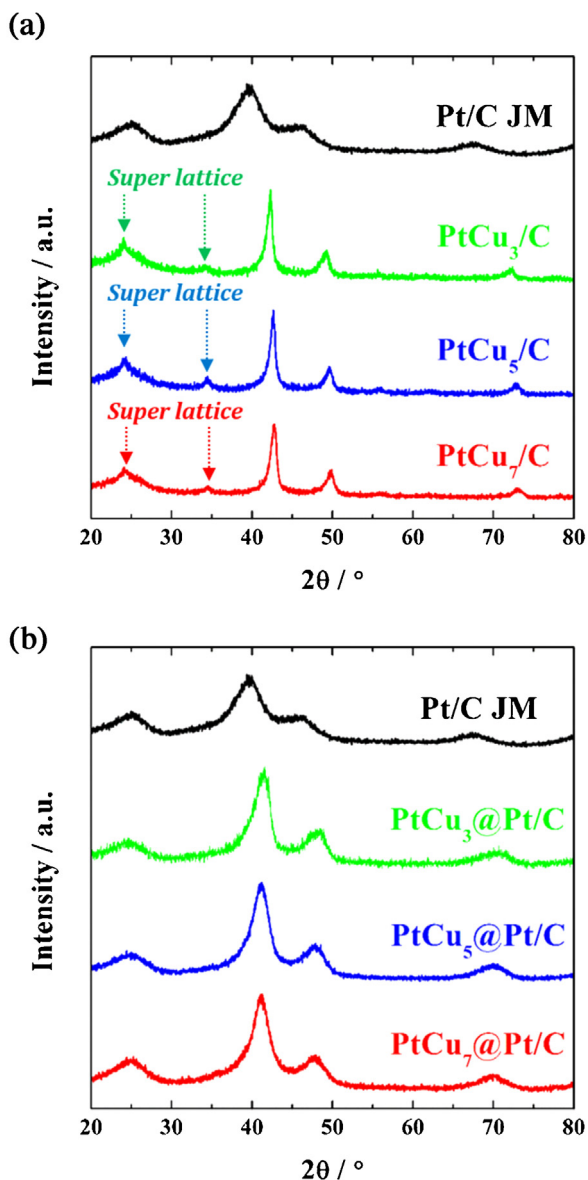 (a)
Pt/C JM
Super lattice
PtCu₃/C
Super lattice
PtCu₅/C
Super lattice
PtCu₇/C
Intensity / a.u.
20 30 40 50 60 70 80
2θ / °
(b)
Pt/C JM
PtCu₃@Pt/C
PtCu₅@Pt/C
PtCu₇@Pt/C
Intensity / a.u.
20 30 40 50 60 70 80
2θ / °